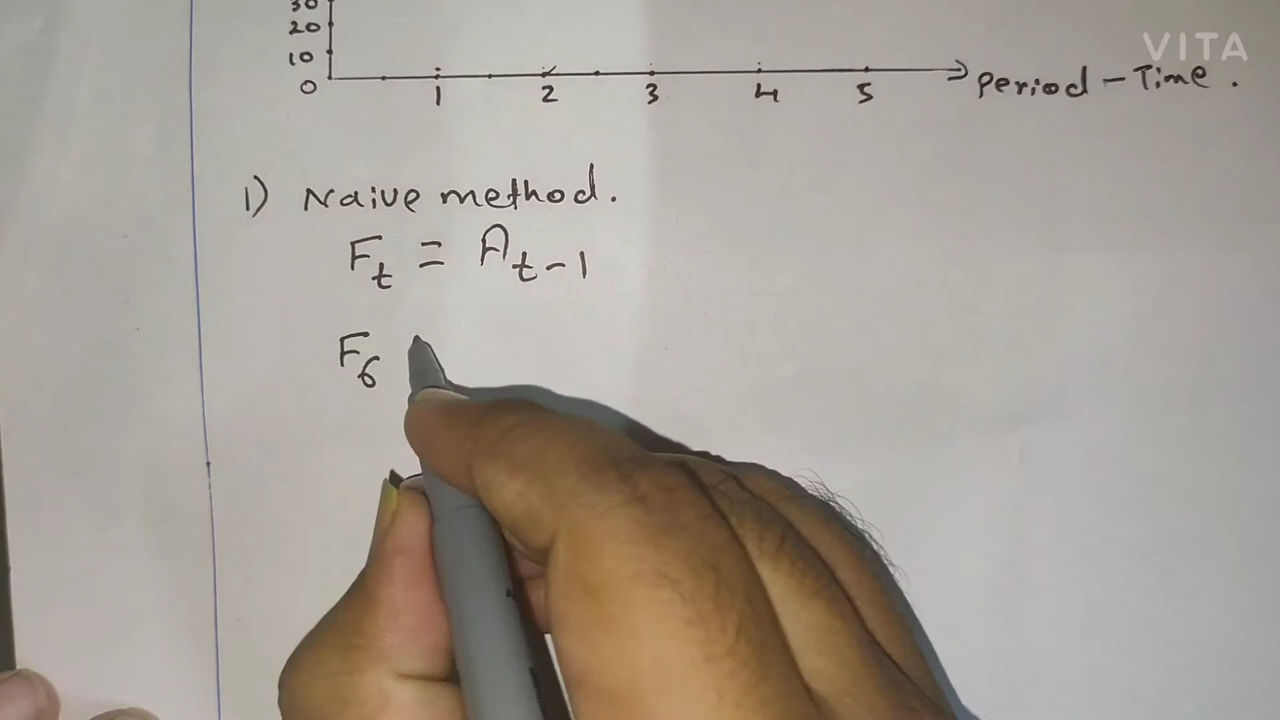 30
20
VITA
10
0
Period - Time.
1 2 3 4 5
1) Naive method.
Ft = At-1
F6